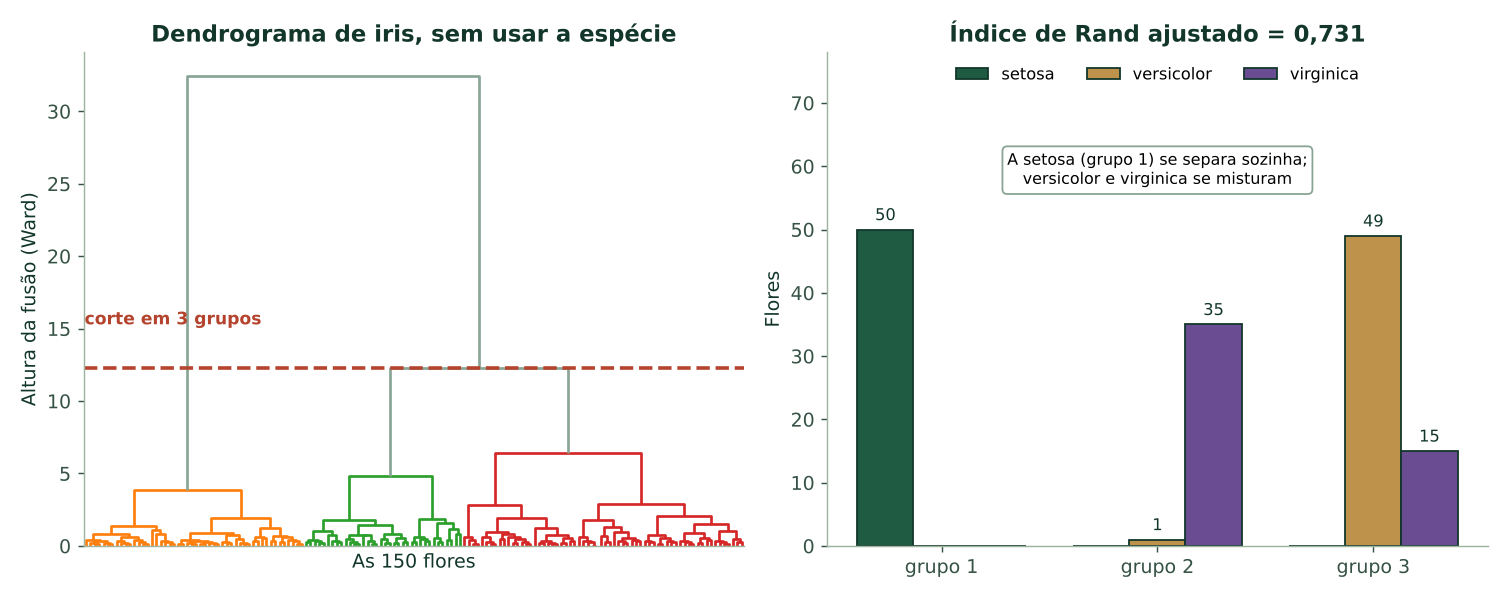 Dendrograma de iris, sem usar a espécie
Altura da fusão (Ward)
30
25
20
15
10
5
0
corte em 3 grupos
As 150 flores
Índice de Rand ajustado = 0,731
setosa
versicolor
virginica
A setosa (grupo 1) se separa sozinha;
versicolor e virginica se misturam
Flores
70
60
50
40
30
20
10
0
50
1
35
49
15
grupo 1
grupo 2
grupo 3